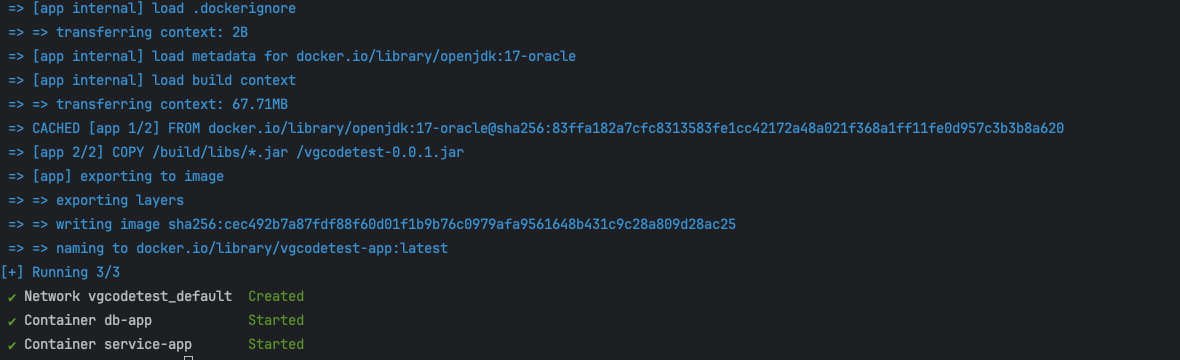 => [app internal] load .dockerignore
=> => transferring context: 2B
=> [app internal] load metadata for docker.io/library/openjdk:17-oracle
=> [app internal] load build context
=> => transferring context: 67.71MB
=> CACHED [app 1/2] FROM docker.io/library/openjdk:17-oracle@sha256:83ffa182a7cfc8313583fe1cc42172a48a021f368a1ff11fe0d957c3b3b8a620
=> [app 2/2] COPY /build/libs/*.jar /vgcodetest-0.0.1.jar
=> [app] exporting to image
=> => exporting layers
=> => writing image sha256:cec492b7a87fdf88f60d01f1b9b76c0979afa9561648b431c9c28a809d28ac25
=> => naming to docker.io/library/vgcodetest-app:latest
[+] Running 3/3
✔ Network vgcodetest_default Created
✔ Container db-app Started
✔ Container service-app Started